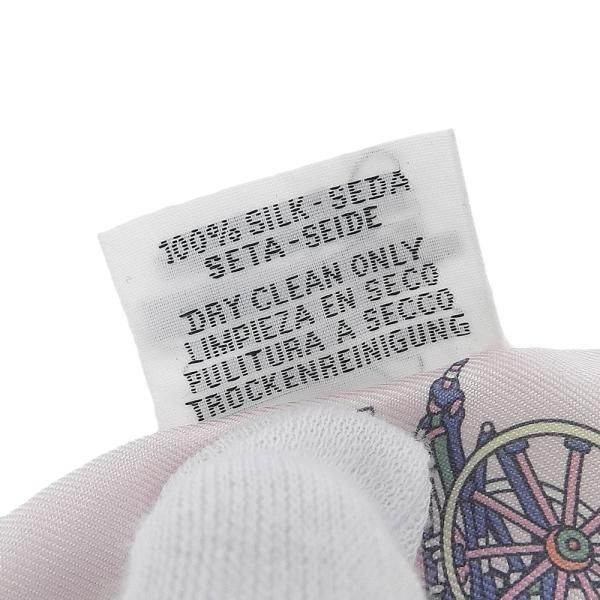 100% SILK - SEDA
SETA - SEIDE
DRY CLEAN ONLY
LIMPIEZA EN SECO
PULITURA A SECCO
TROCKENREINIGUNG